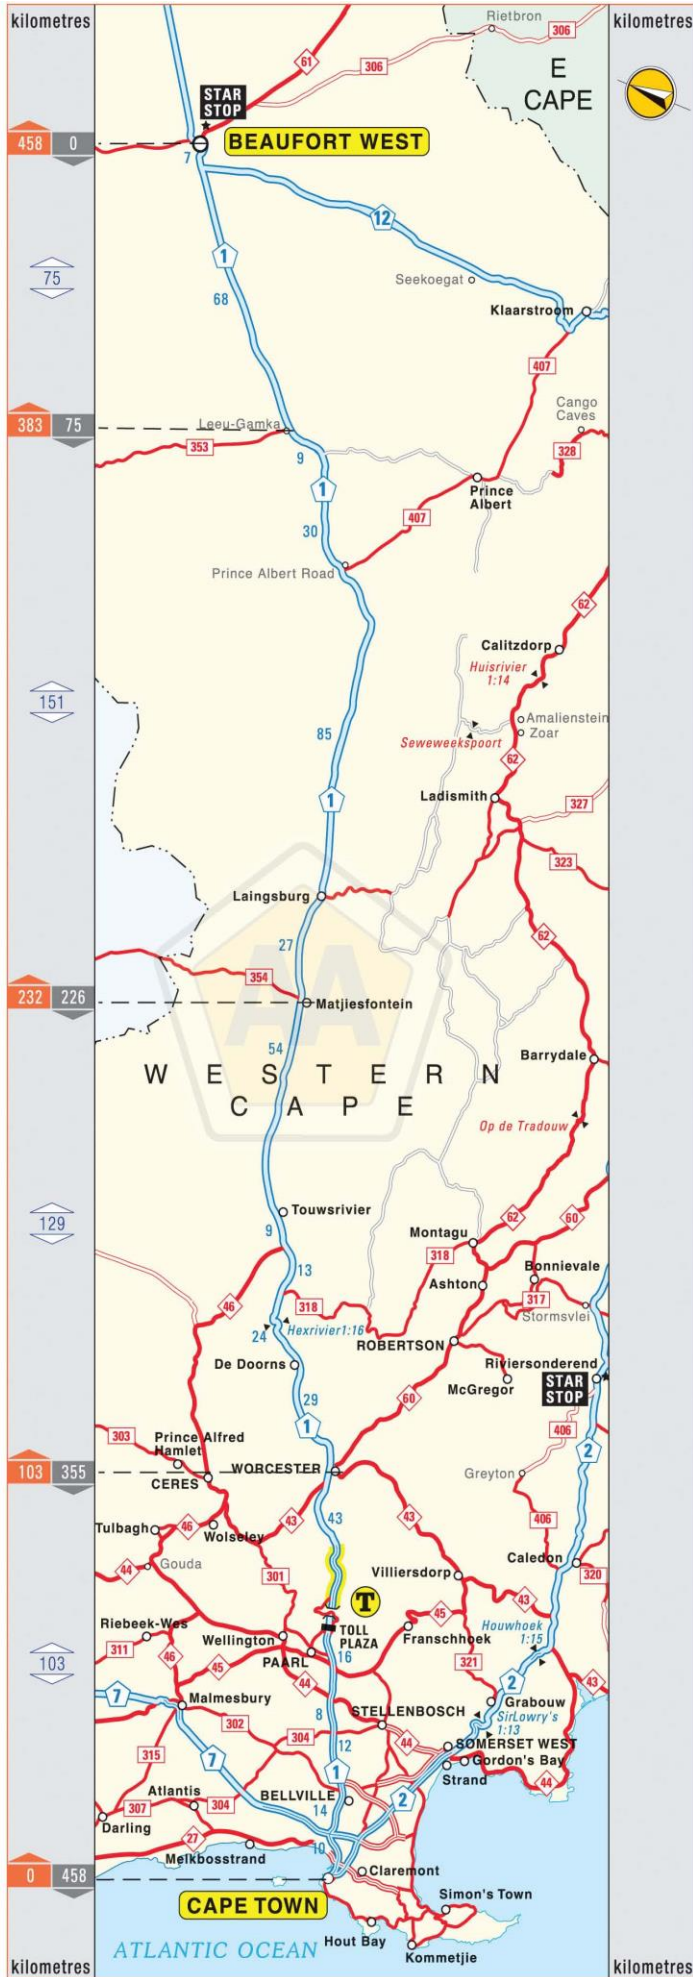 kilometres
kilometres
Rietbron
306
61
306
E
CAPE
STAR
STOP
BEAUFORT WEST
458
0
7
12
1
75
68
Seekoegat
Klaarstroom
407
Cango
Caves
383
75
Leeu-Gamka
353
9
328
1
Prince
Albert
30
407
Prince Albert Road
62
Calitzdorp
Huisrivier
1:14
151
Amalienstein
Zoar
85
Seweweekspoort
62
1
Ladismith
327
323
Laingsburg
62
27
354
232
226
Matjiesfontein
AA
54
Barrydale
WESTERN
CAPE
Op de Tradouw
Touwsrivier
129
9
62
60
Montagu
318
13
Bonnievale
46
Ashton
318
317
Stormsvlei
24
Hexrivier1:16
ROBERTSON
De Doorns
Riviersonderend
STAR
STOP
McGregor
29
60
1
406
303
Prince Alfred
Hamlet
2
103
355
WORCESTER
Greyton
CERES
43
43
43
406
Tulbagh
46
Wolseley
44
Gouda
Caledon
320
301
Villiersdorp
T
43
45
Riebeek-Wes
TOLL
PLAZA
Franschhoek
Houwhoek
1:15
311
Wellington
PAARL
16
46
45
321
103
44
2
43
7
Malmesbury
8
Grabouw
STELLENBOSCH
SirLowry's
1:13
302
304
44
315
7
12
SOMERSET WEST
Gordon's Bay
Strand
44
1
Atlantis
BELLVILLE
2
307
304
14
Darling
27
10
Melkbosstrand
0
458
2
Claremont
CAPE TOWN
Simon's Town
Hout Bay
ATLANTIC OCEAN
Kommetjie
kilometres
kilometres